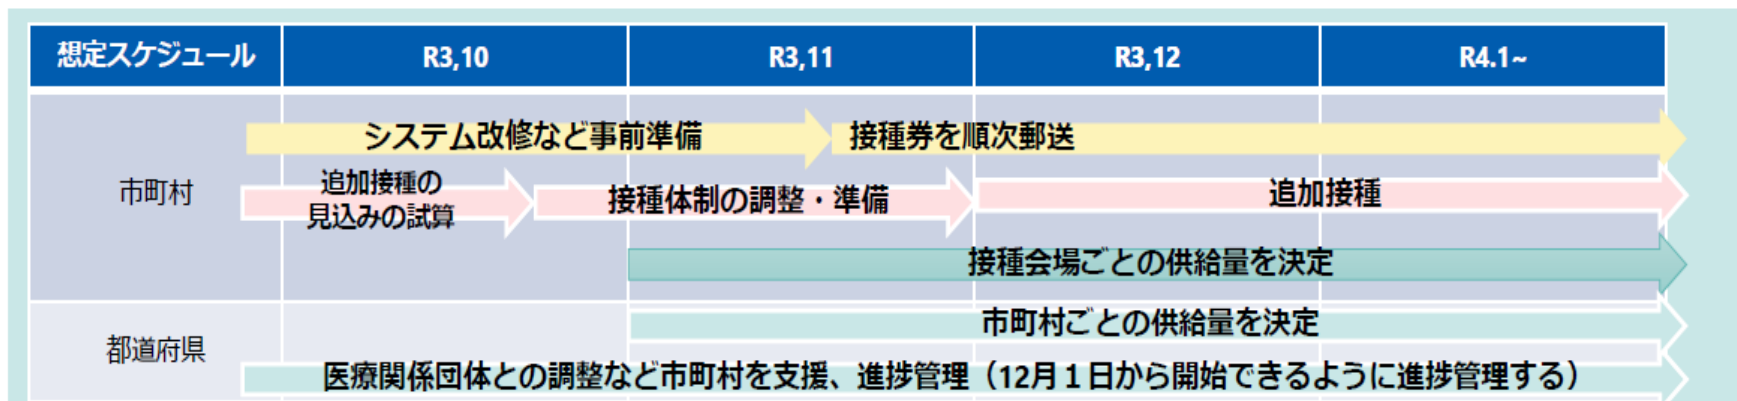 想定スケジュール R3,10 R3,11 R3,12 R4.1~
システム改修など事前準備 接種券を順次郵送
市町村
追加接種の
見込みの試算
接種体制の調整・準備
追加接種
接種会場ごとの供給量を決定
都道府県
市町村ごとの供給量を決定
医療関係団体との調整など市町村を支援、進捗管理（12月１日から開始できるように進捗管理する）